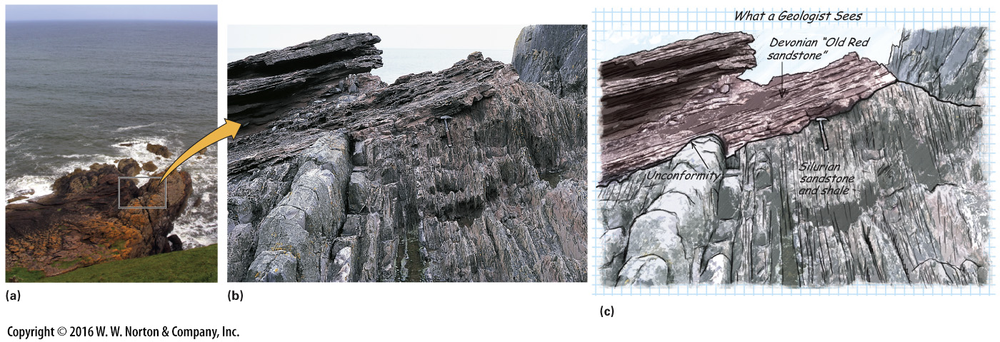 What a Geologist Sees
Devonian "Old Red
sandstone"
Unconformity
Silurian
sandstone
and shale
(a)
(b)
(c)
Copyright © 2016 W. W. Norton & Company, Inc.